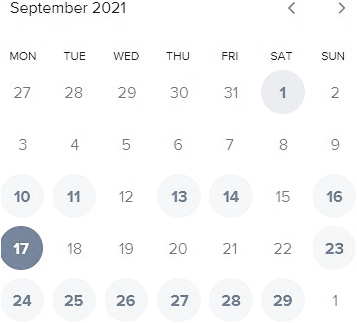 September 2021
MON TUE WED THU FRI SAT SUN
27 28 29 30 31 1 2
3 4 5 6 7 8 9
10 11 12 13 14 15 16
17 18 19 20 21 22 23
24 25 26 27 28 29 1